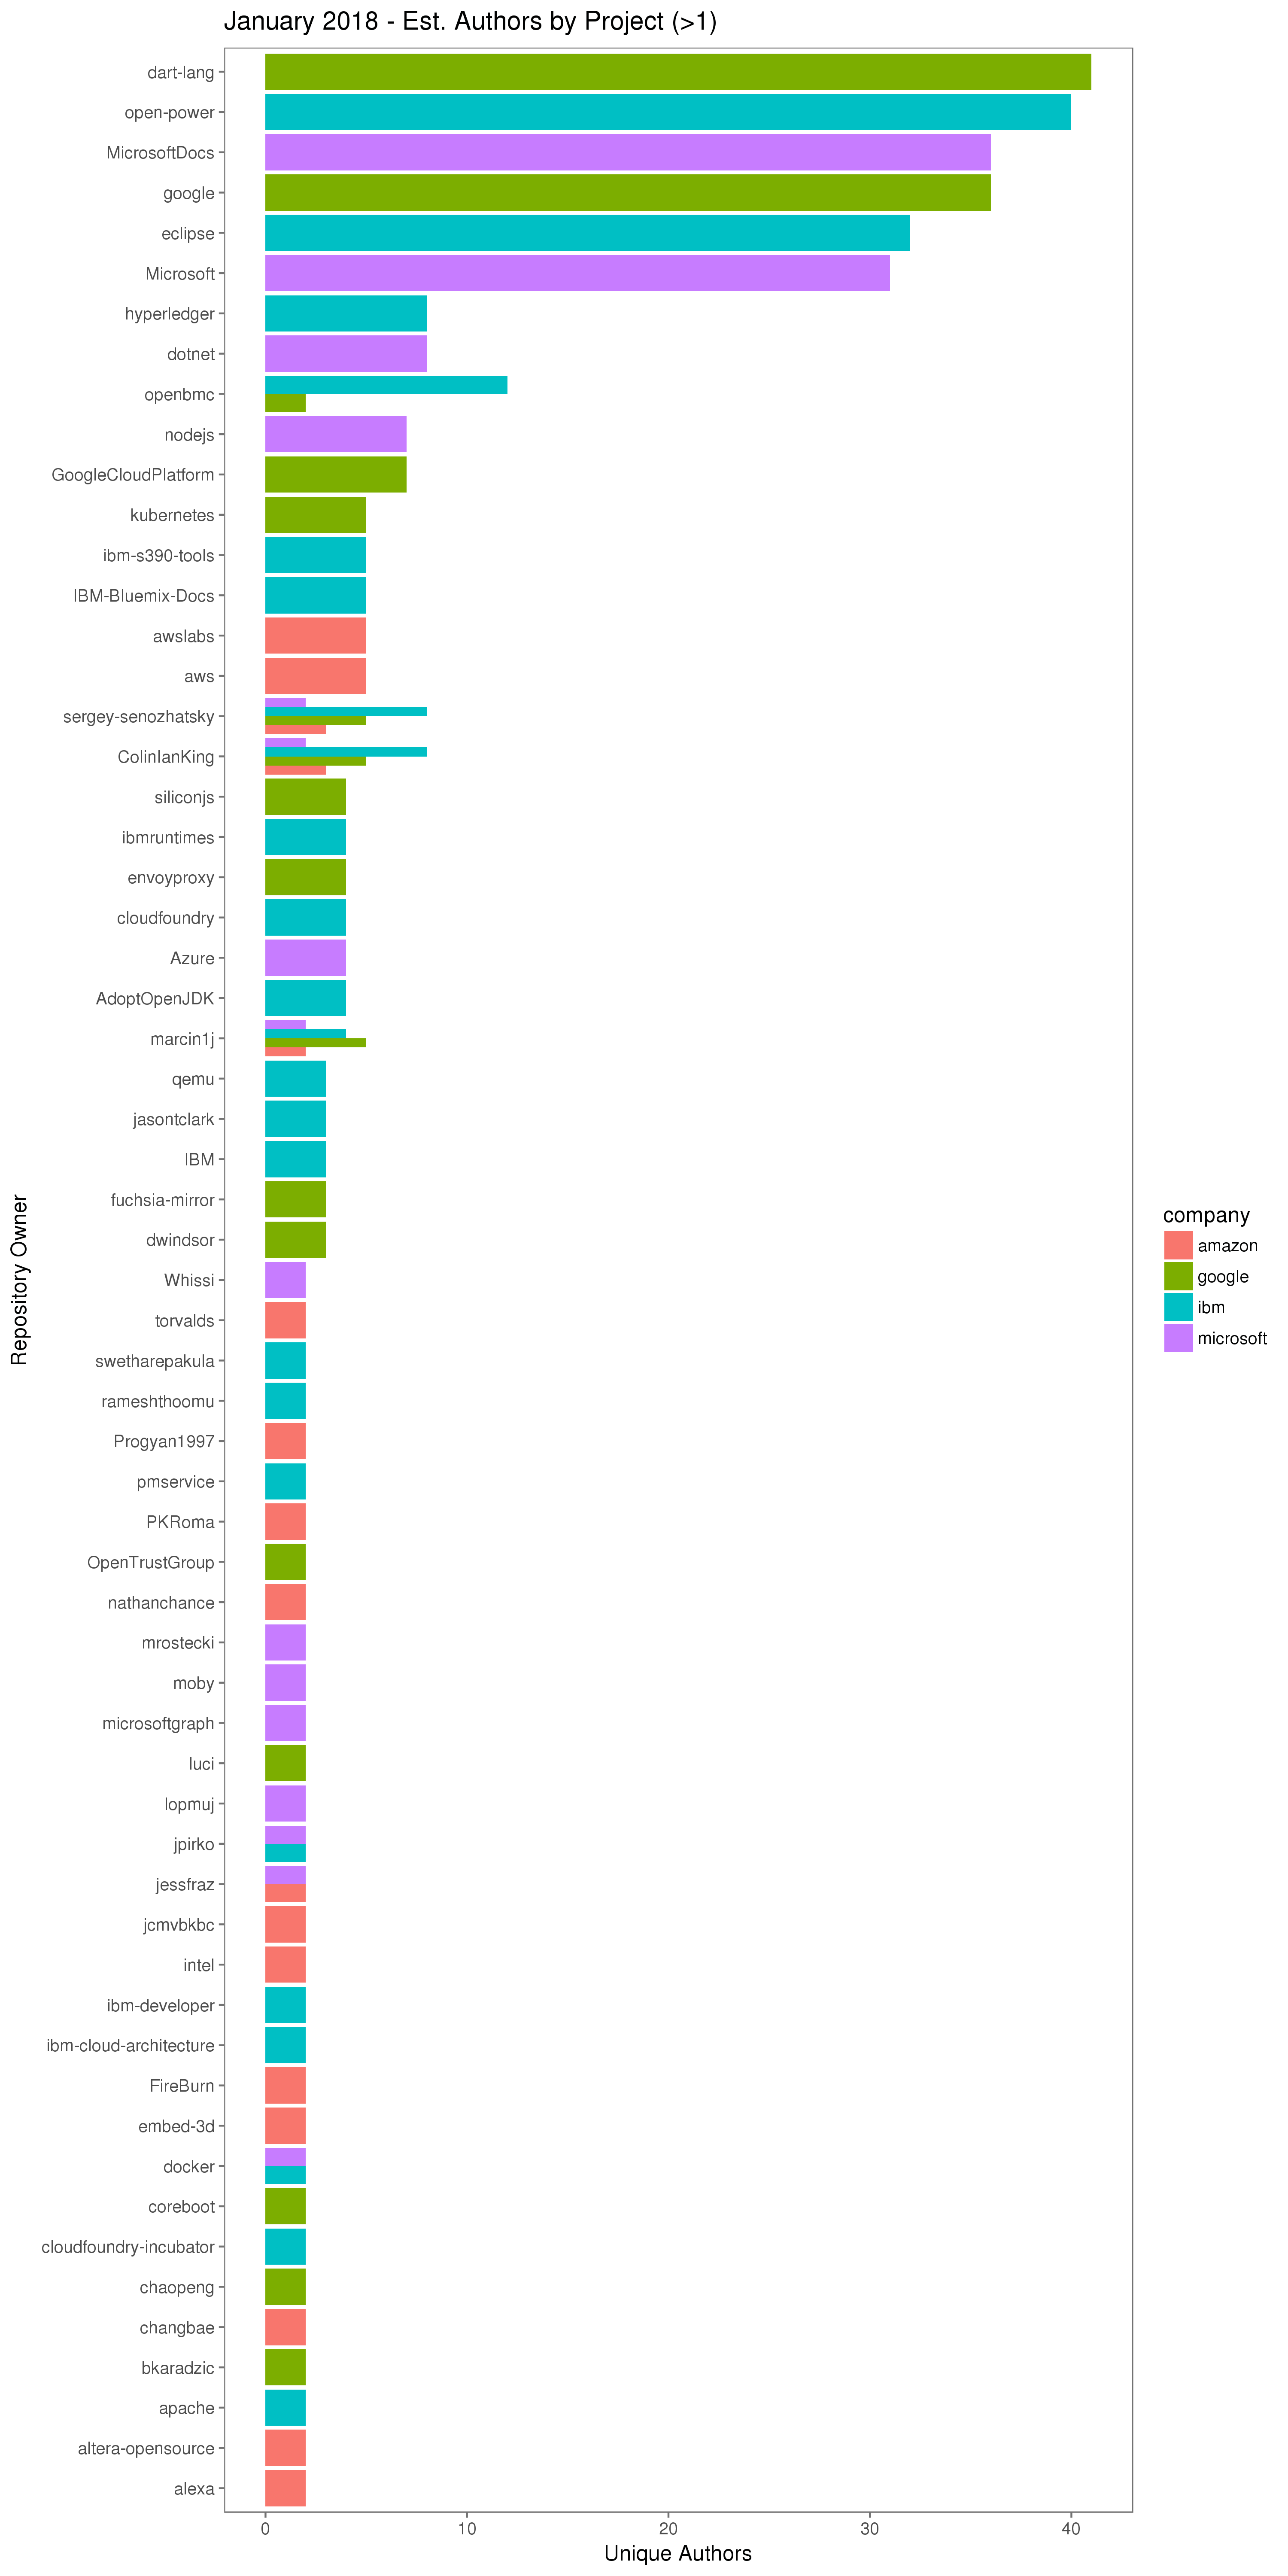 January 2018 - Est. Authors by Project (>1)
dart-lang
open-power
MicrosoftDocs
google
eclipse
Microsoft
hyperledger
dotnet
openbmc
nodejs
GoogleCloudPlatform
kubernetes
ibm-s390-tools
IBM-Bluemix-Docs
awslabs
aws
sergey-senozhatsky
ColinIanKing
siliconjs
ibmruntimes
envoyproxy
cloudfoundry
Azure
AdoptOpenJDK
marcin1j
qemu
jasontclark
IBM
fuchsia-mirror
dwindsor
Whissi
torvalds
swetharepakula
rameshthoomu
Progyan1997
pmservice
PKRoma
OpenTrustGroup
nathanchance
mrostecki
moby
microsoftgraph
luci
lopmuj
jpirko
jessfraz
jcmvbkbc
intel
ibm-developer
ibm-cloud-architecture
FireBurn
embed-3d
docker
coreboot
cloudfoundry-incubator
chaopeng
changbae
bkaradzic
apache
altera-opensource
alexa
0 10 20 30 40
Unique Authors
Repository Owner
company
amazon
google
ibm
microsoft